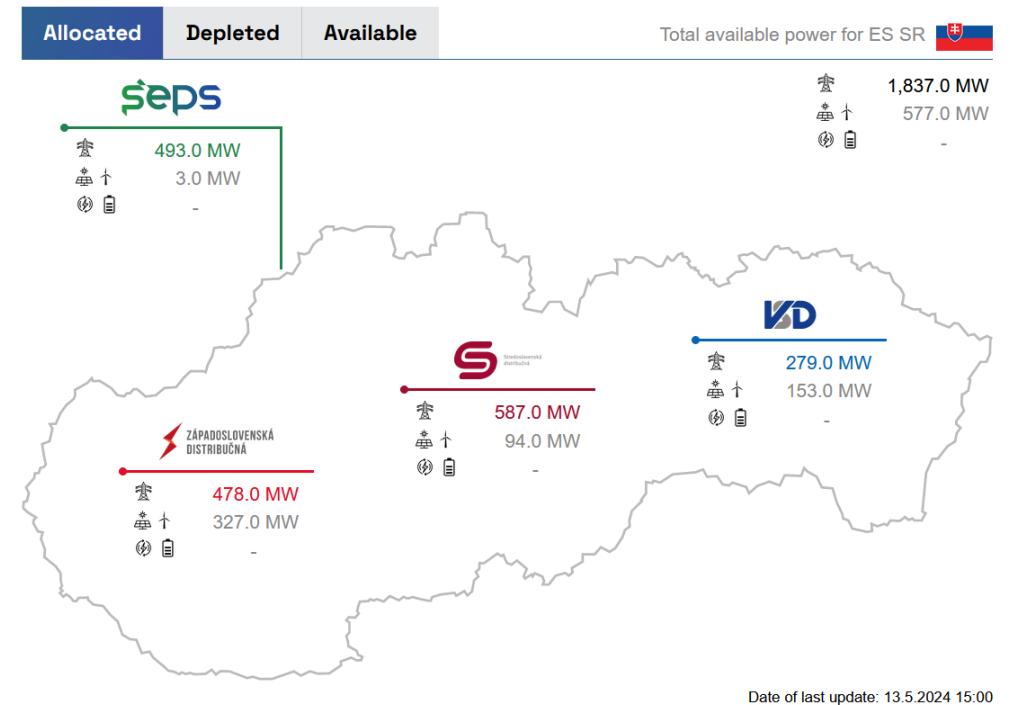 Allocated Depleted Available
Total available power for ES SR
seps
1,837.0 MW
577.0 MW
-
493.0 MW
3.0 MW
-
VSD
279.0 MW
153.0 MW
-
Stredoslovenská
distribučná
587.0 MW
94.0 MW
-
ZÁPADOSLOVENSKÁ
DISTRIBUČNÁ
478.0 MW
327.0 MW
-
Date of last update: 13.5.2024 15:00